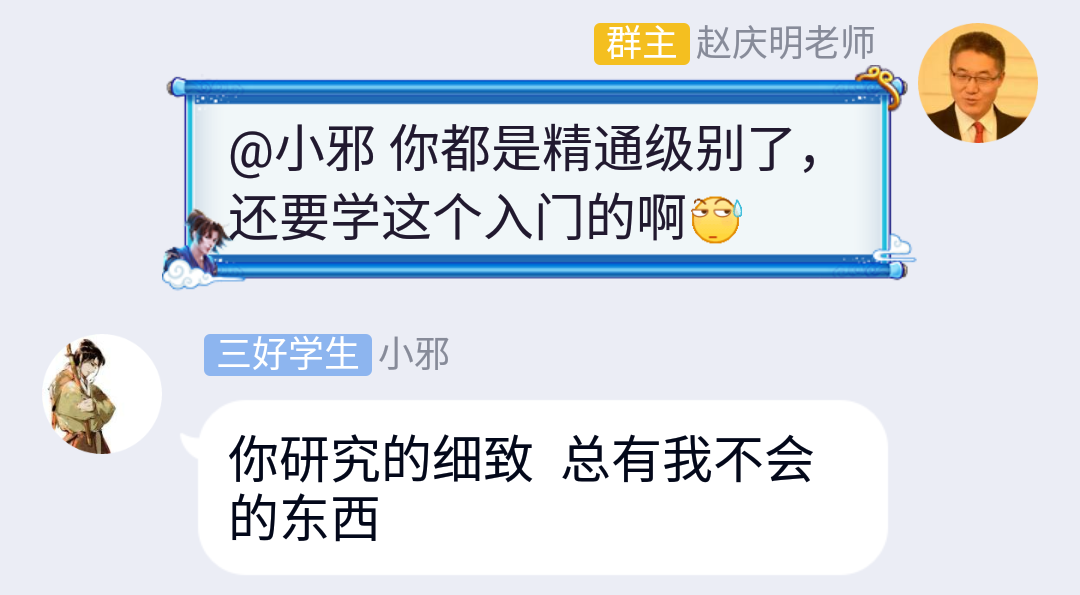 群主 赵庆明老师
@小邪 你都是精通级别了，
还要学这个入门的啊
三好学生 小邪
你研究的细致 总有我不会
的东西